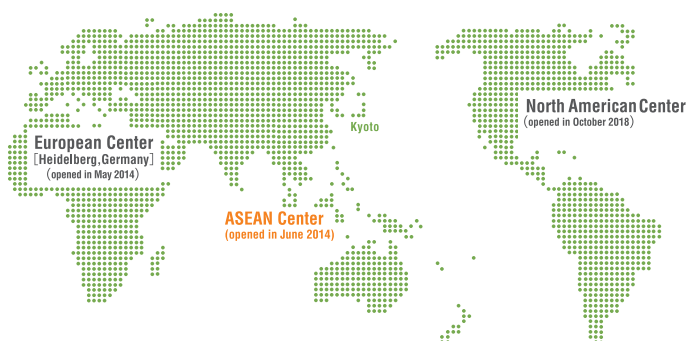 North American Center
(opened in October 2018)
Kyoto
European Center
[Heidelberg,Germany]
(opened in May 2014)
ASEAN Center
(opened in June 2014)